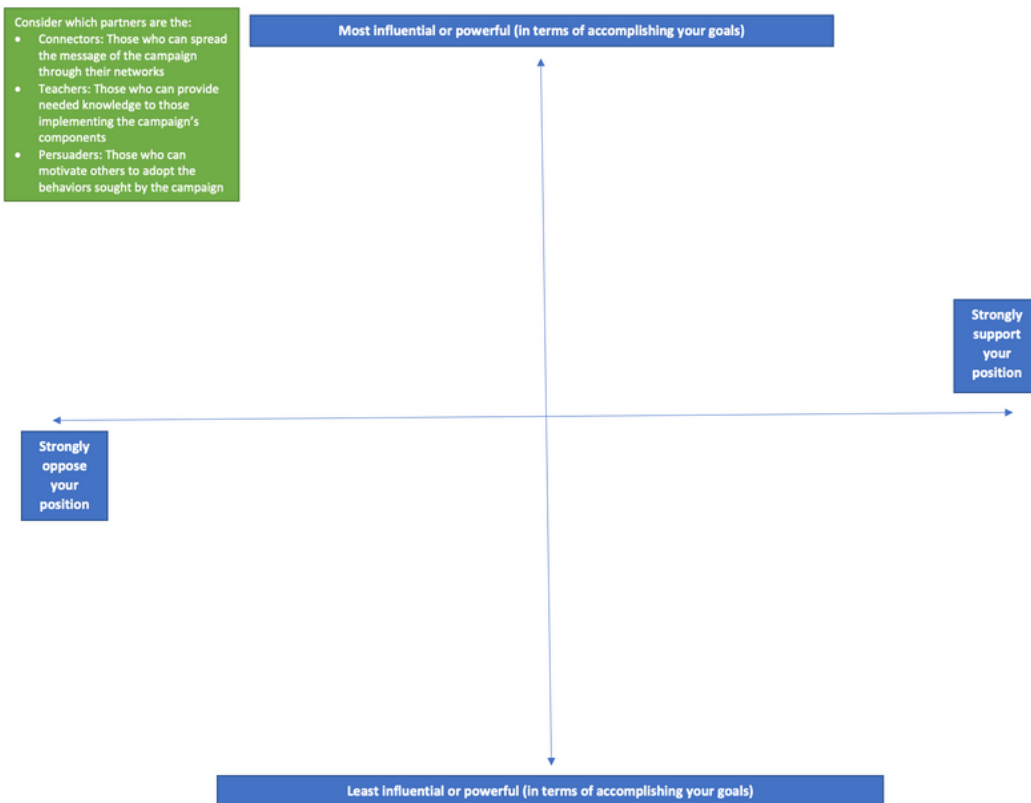 Consider which partners are the:
• Connectors: Those who can spread
the message of the campaign
through their networks
• Teachers: Those who can provide
needed knowledge to those
implementing the campaign's
components
• Persuaders: Those who can
motivate others to adopt the
behaviors sought by the campaign
Most influential or powerful (in terms of accomplishing your goals)
Strongly
support
your
position
Strongly
oppose
your
position
Least influential or powerful (in terms of accomplishing your goals)